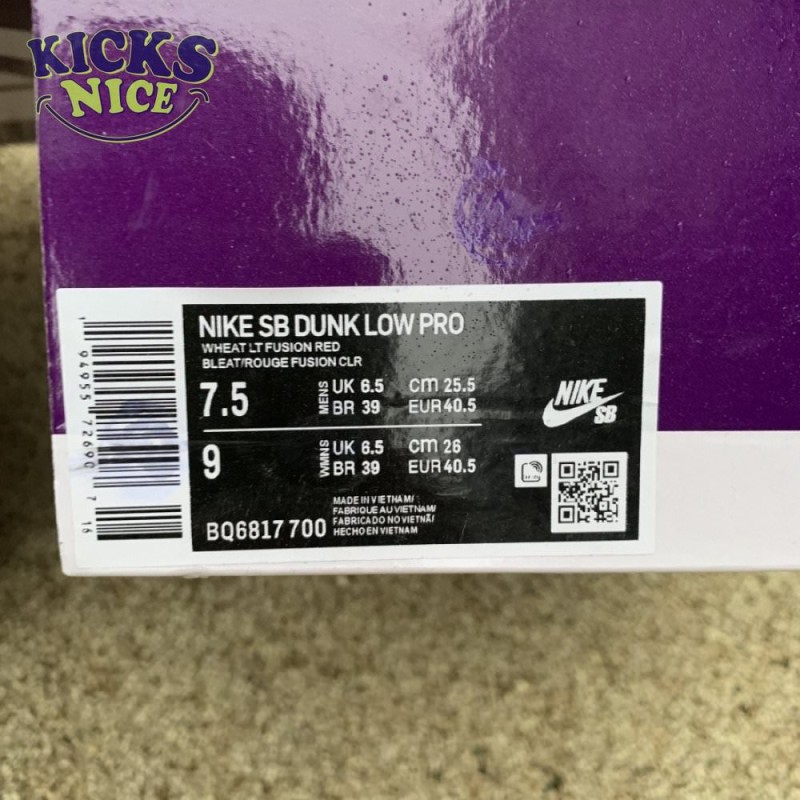 KICKS
NICE
NIKE SB DUNK LOW PRO
WHEAT LT FUSION RED
BLEAT/ROUGE FUSION CLR
7.5
MENS
UK 6.5 cm 25.5
BR 39 EUR 40.5
9
WMNS
UK 6.5 cm 26
BR 39 EUR 40.5
BQ6817 700
MADE IN VIETNAM/
FABRIQUE AU VIETNAM/
FABRICADO NO VIETNÃ/
HECHO EN VIETNAM
NIKE
SB
1 94955 72690 7 16